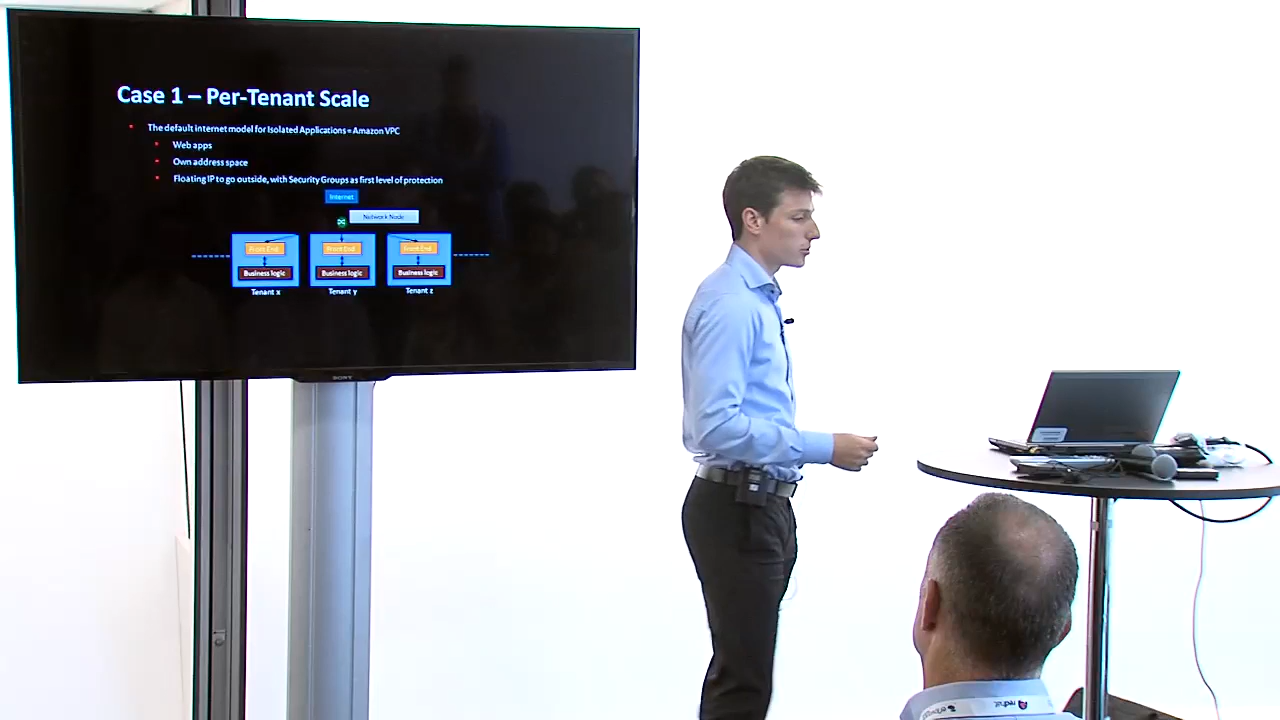 Case 1 – Per-Tenant Scale
The default internet model for Isolated Applications = Amazon VPC
Web apps
Own address space
Floating IP to go outside, with Security Groups as first level of protection
Internet
Network Node
Front End
Front End
Front End
Business logic
Business logic
Business logic
Tenant x
Tenant y
Tenant z
SONY
redhat